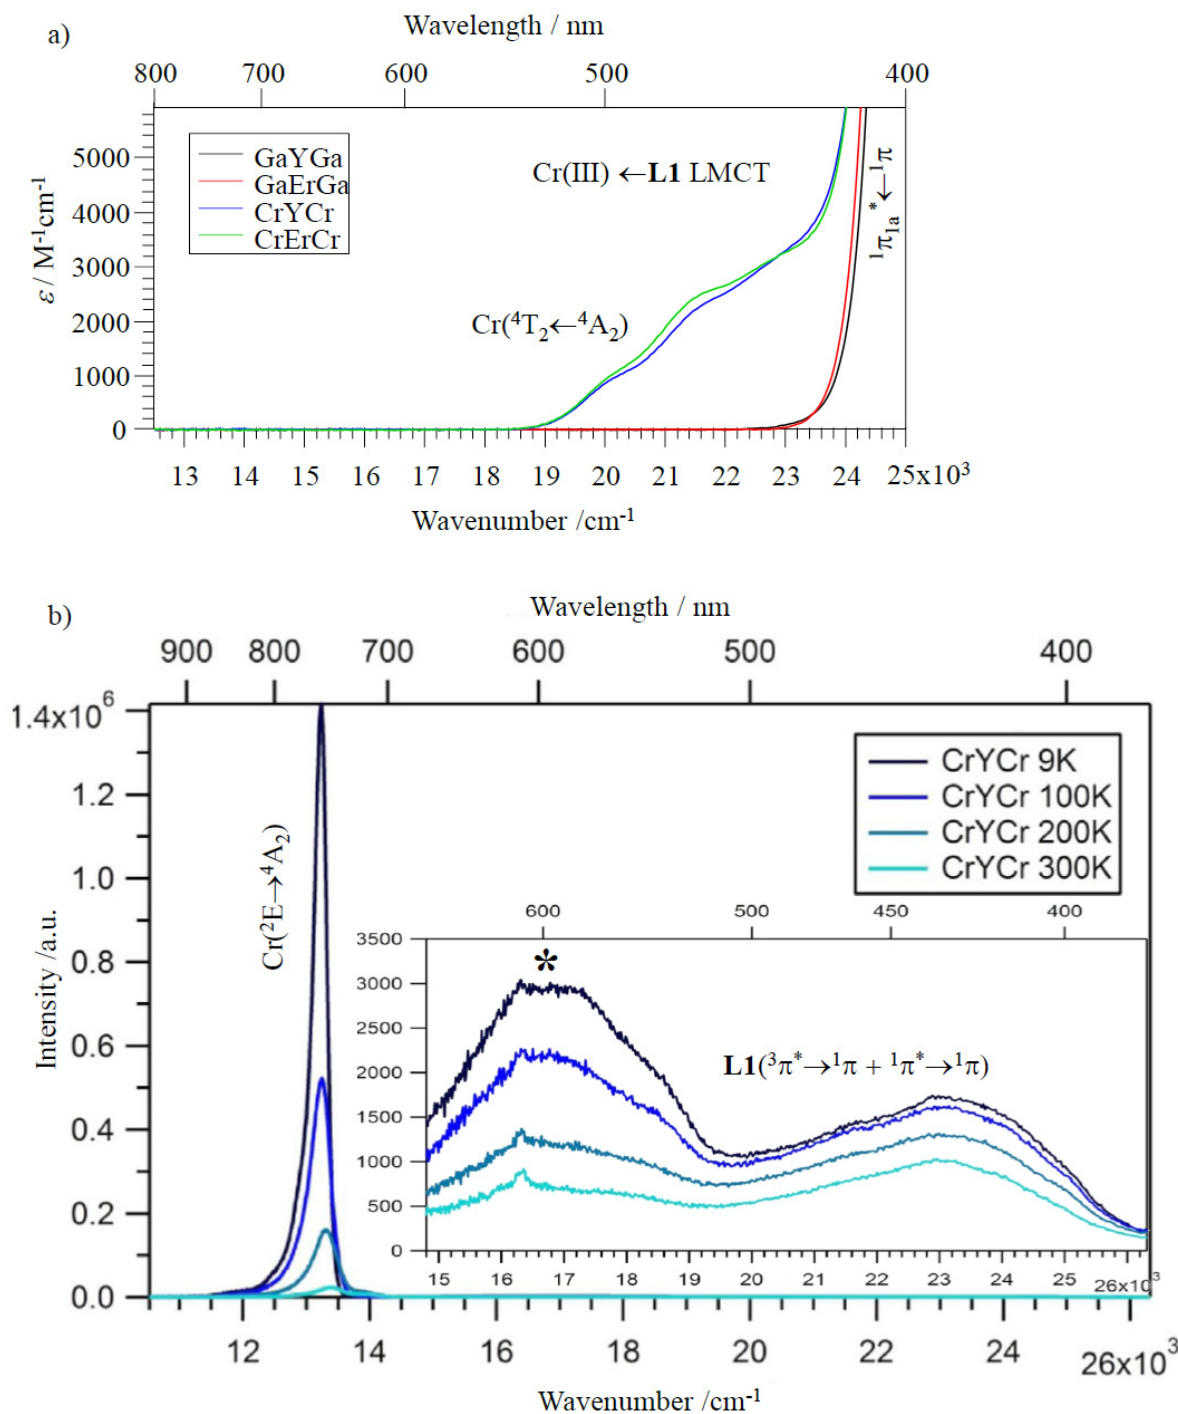 a)
Wavelength / nm
800 700 600 500 400
GaYGa
GaErGa
CrYCr
CrErCr
Cr(III) ←L1 LMCT
Cr(⁴T₂←⁴A₂)
¹π₁ₐ*←¹π
ε / M⁻¹cm⁻¹
5000
4000
3000
2000
1000
0
13 14 15 16 17 18 19 20 21 22 23 24 25x10³
Wavenumber /cm⁻¹
b)
Wavelength / nm
900 800 700 600 500 400
1.4x10⁶
1.2
1.0
0.8
0.6
0.4
0.2
0.0
Intensity /a.u.
Cr(²E→⁴A₂)
CrYCr 9K
CrYCr 100K
CrYCr 200K
CrYCr 300K
600 500 450 400
3500
3000
2500
2000
1500
1000
500
0
*
L1(³π*→¹π + ¹π*→¹π)
15 16 17 18 19 20 21 22 23 24 25 26x10³
12 14 16 18 20 22 24 26x10³
Wavenumber /cm⁻¹